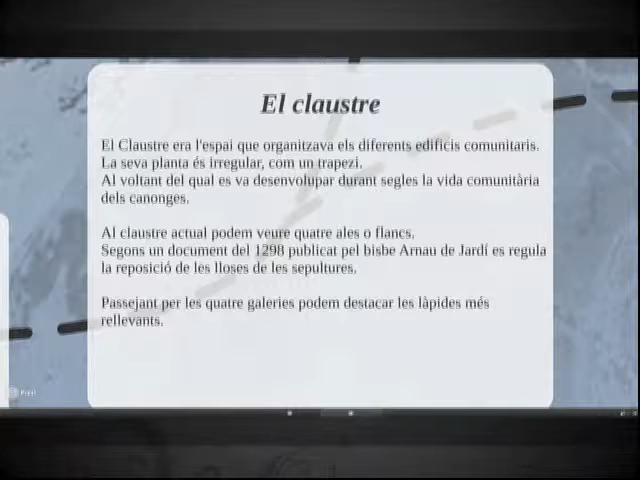 El claustre
El Claustre era l'espai que organitzava els diferents edificis comunitaris.
La seva planta és irregular, com un trapezi.
Al voltant del qual es va desenvolupar durant segles la vida comunitària
dels canonges.
Al claustre actual podem veure quatre ales o flancs.
Segons un document del 1298 publicat pel bisbe Arnau de Jardí es regula
la reposició de les lloses de les sepultures.
Passejant per les quatre galeries podem destacar les làpides més
rellevants.
Prezi